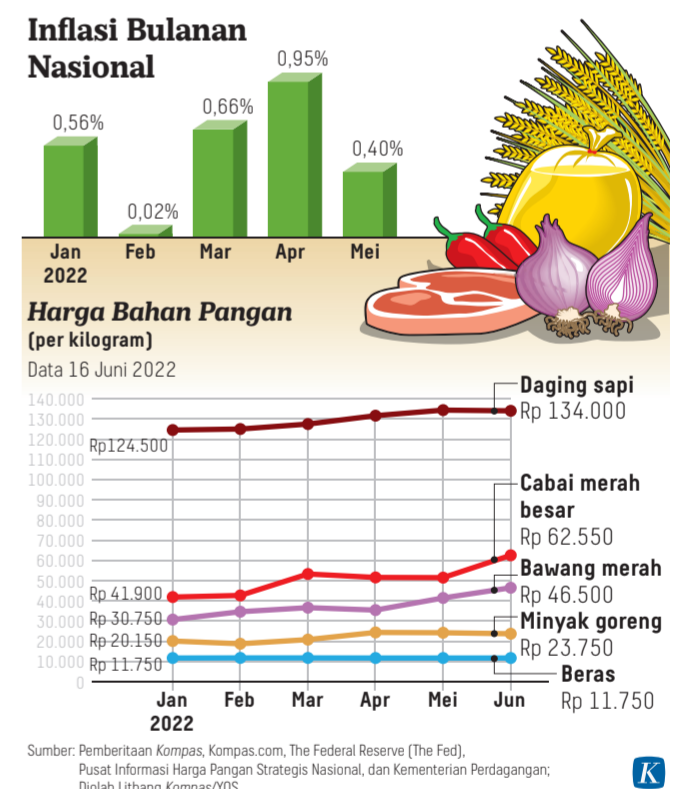 Inflasi Bulanan
Nasional
0,56%
0,02%
0,66%
0,95%
0,40%
Jan
2022
Feb
Mar
Apr
Mei
Harga Bahan Pangan
(per kilogram)
Data 16 Juni 2022
140.000
130.000
120.000
110.000
100.000
90.000
80.000
70.000
60.000
50.000
40.000
30.000
20.000
10.000
0
Rp124.500
Rp 41.900
Rp 30.750
Rp 20.150
Rp 11.750
Daging sapi
Rp 134.000
Cabai merah
besar
Rp 62.550
Bawang merah
Rp 46.500
Minyak goreng
Rp 23.750
Beras
Rp 11.750
Jan
2022
Feb
Mar
Apr
Mei
Jun
Sumber: Pemberitaan Kompas, Kompas.com, The Federal Reserve (The Fed),
Pusat Informasi Harga Pangan Strategis Nasional, dan Kementerian Perdagangan;
Diolah Litbang Kompas/YOS
K